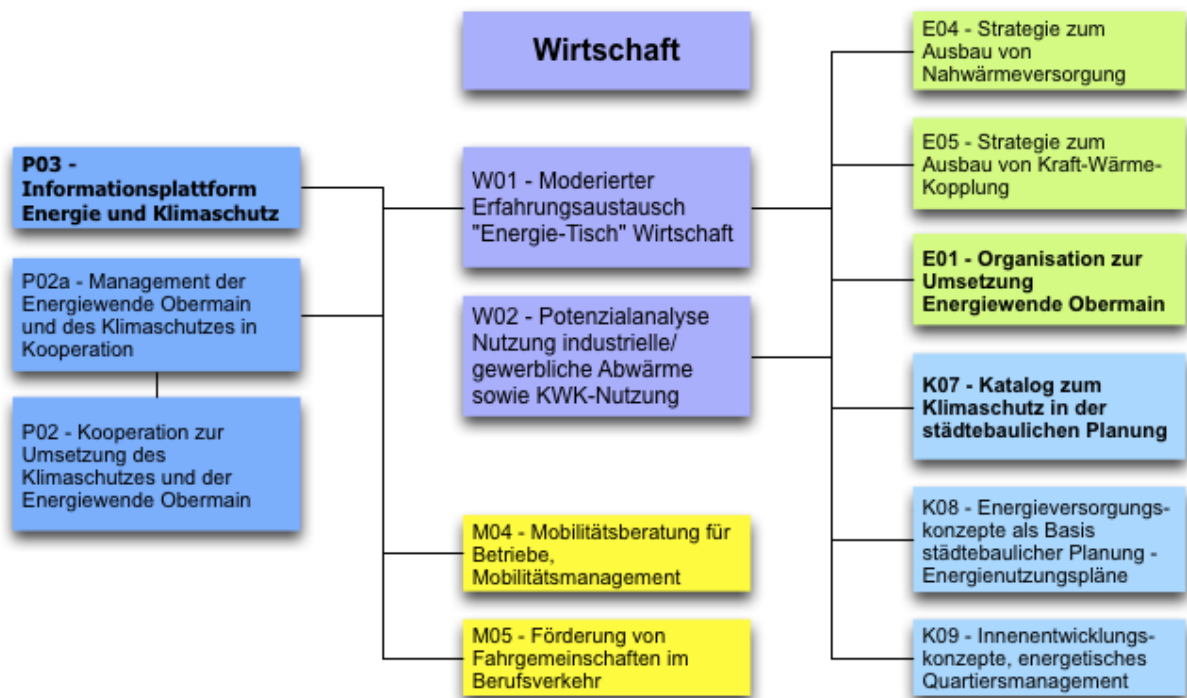 Wirtschaft
P03 -
Informationsplattform
Energie und Klimaschutz
P02a - Management der
Energiewende Obermain
und des Klimaschutzes in
Kooperation
P02 - Kooperation zur
Umsetzung des
Klimaschutzes und der
Energiewende Obermain
W01 - Moderierter
Erfahrungsaustausch
"Energie-Tisch" Wirtschaft
W02 - Potenzialanalyse
Nutzung industrielle/
gewerbliche Abwärme
sowie KWK-Nutzung
M04 - Mobilitätsberatung für
Betriebe,
Mobilitätsmanagement
M05 - Förderung von
Fahrgemeinschaften im
Berufsverkehr
E04 - Strategie zum
Ausbau von
Nahwärmeversorgung
E05 - Strategie zum
Ausbau von Kraft-Wärme-
Kopplung
E01 - Organisation zur
Umsetzung
Energiewende Obermain
K07 - Katalog zum
Klimaschutz in der
städtebaulichen Planung
K08 - Energieversorgungs-
konzepte als Basis
städtebaulicher Planung -
Energienutzungspläne
K09 - Innenentwicklungs-
konzepte, energetisches
Quartiersmanagement